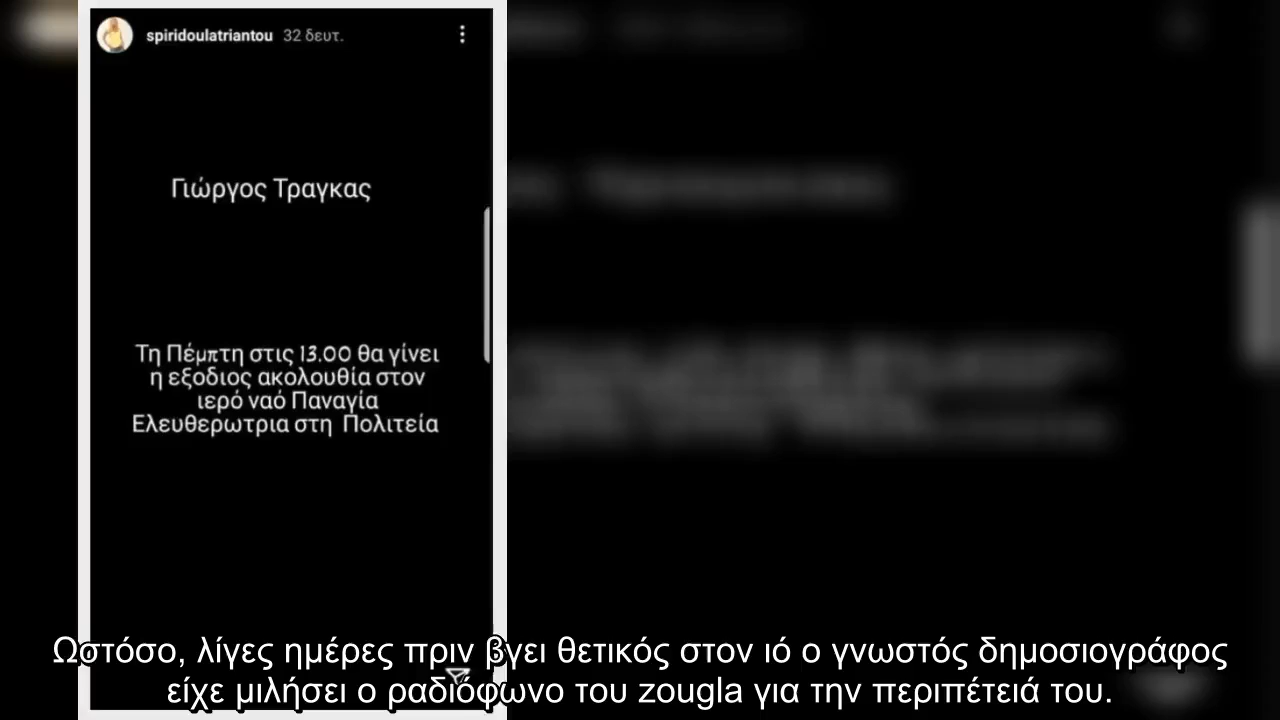 spiridoulatriantou 32 δευτ.
Γιώργος Τραγκας
Τη Πέμπτη στις 13.00 θα γίνει
η εξοδιος ακολουθία στον
ιερό ναό Παναγία
Ελευθερωτρια στη Πολιτεία
Ωστόσο, λίγες ημέρες πριν βγει θετικός στον ιό ο γνωστός δημοσιογράφος
είχε μιλήσει ο ραδιόφωνο του zougla για την περιπέτειά του.